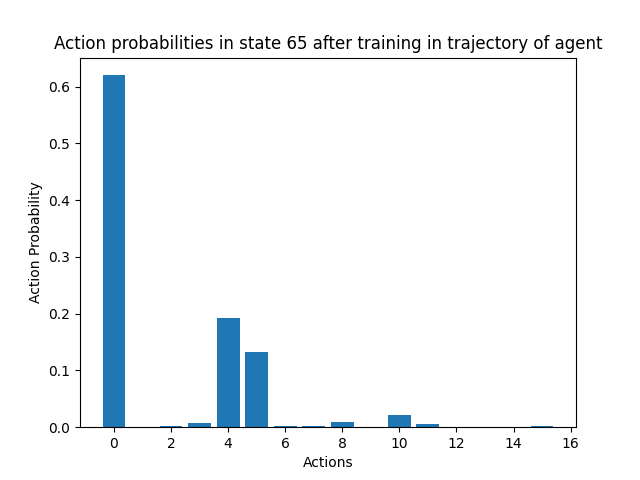 Action probabilities in state 65 after training in trajectory of agent
0.6
0.5
0.4
0.3
0.2
0.1
0.0
Action Probability
0 2 4 6 8 10 12 14 16
Actions